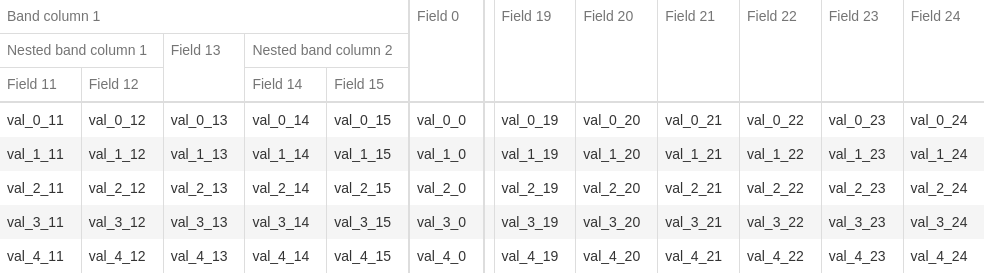 Band column 1 Field 0 Field 19 Field 20 Field 21 Field 22 Field 23 Field 24
Nested band column 1 Field 13 Nested band column 2
Field 11 Field 12 Field 14 Field 15
val_0_11 val_0_12 val_0_13 val_0_14 val_0_15 val_0_0 val_0_19 val_0_20 val_0_21 val_0_22 val_0_23 val_0_24
val_1_11 val_1_12 val_1_13 val_1_14 val_1_15 val_1_0 val_1_19 val_1_20 val_1_21 val_1_22 val_1_23 val_1_24
val_2_11 val_2_12 val_2_13 val_2_14 val_2_15 val_2_0 val_2_19 val_2_20 val_2_21 val_2_22 val_2_23 val_2_24
val_3_11 val_3_12 val_3_13 val_3_14 val_3_15 val_3_0 val_3_19 val_3_20 val_3_21 val_3_22 val_3_23 val_3_24
val_4_11 val_4_12 val_4_13 val_4_14 val_4_15 val_4_0 val_4_19 val_4_20 val_4_21 val_4_22 val_4_23 val_4_24